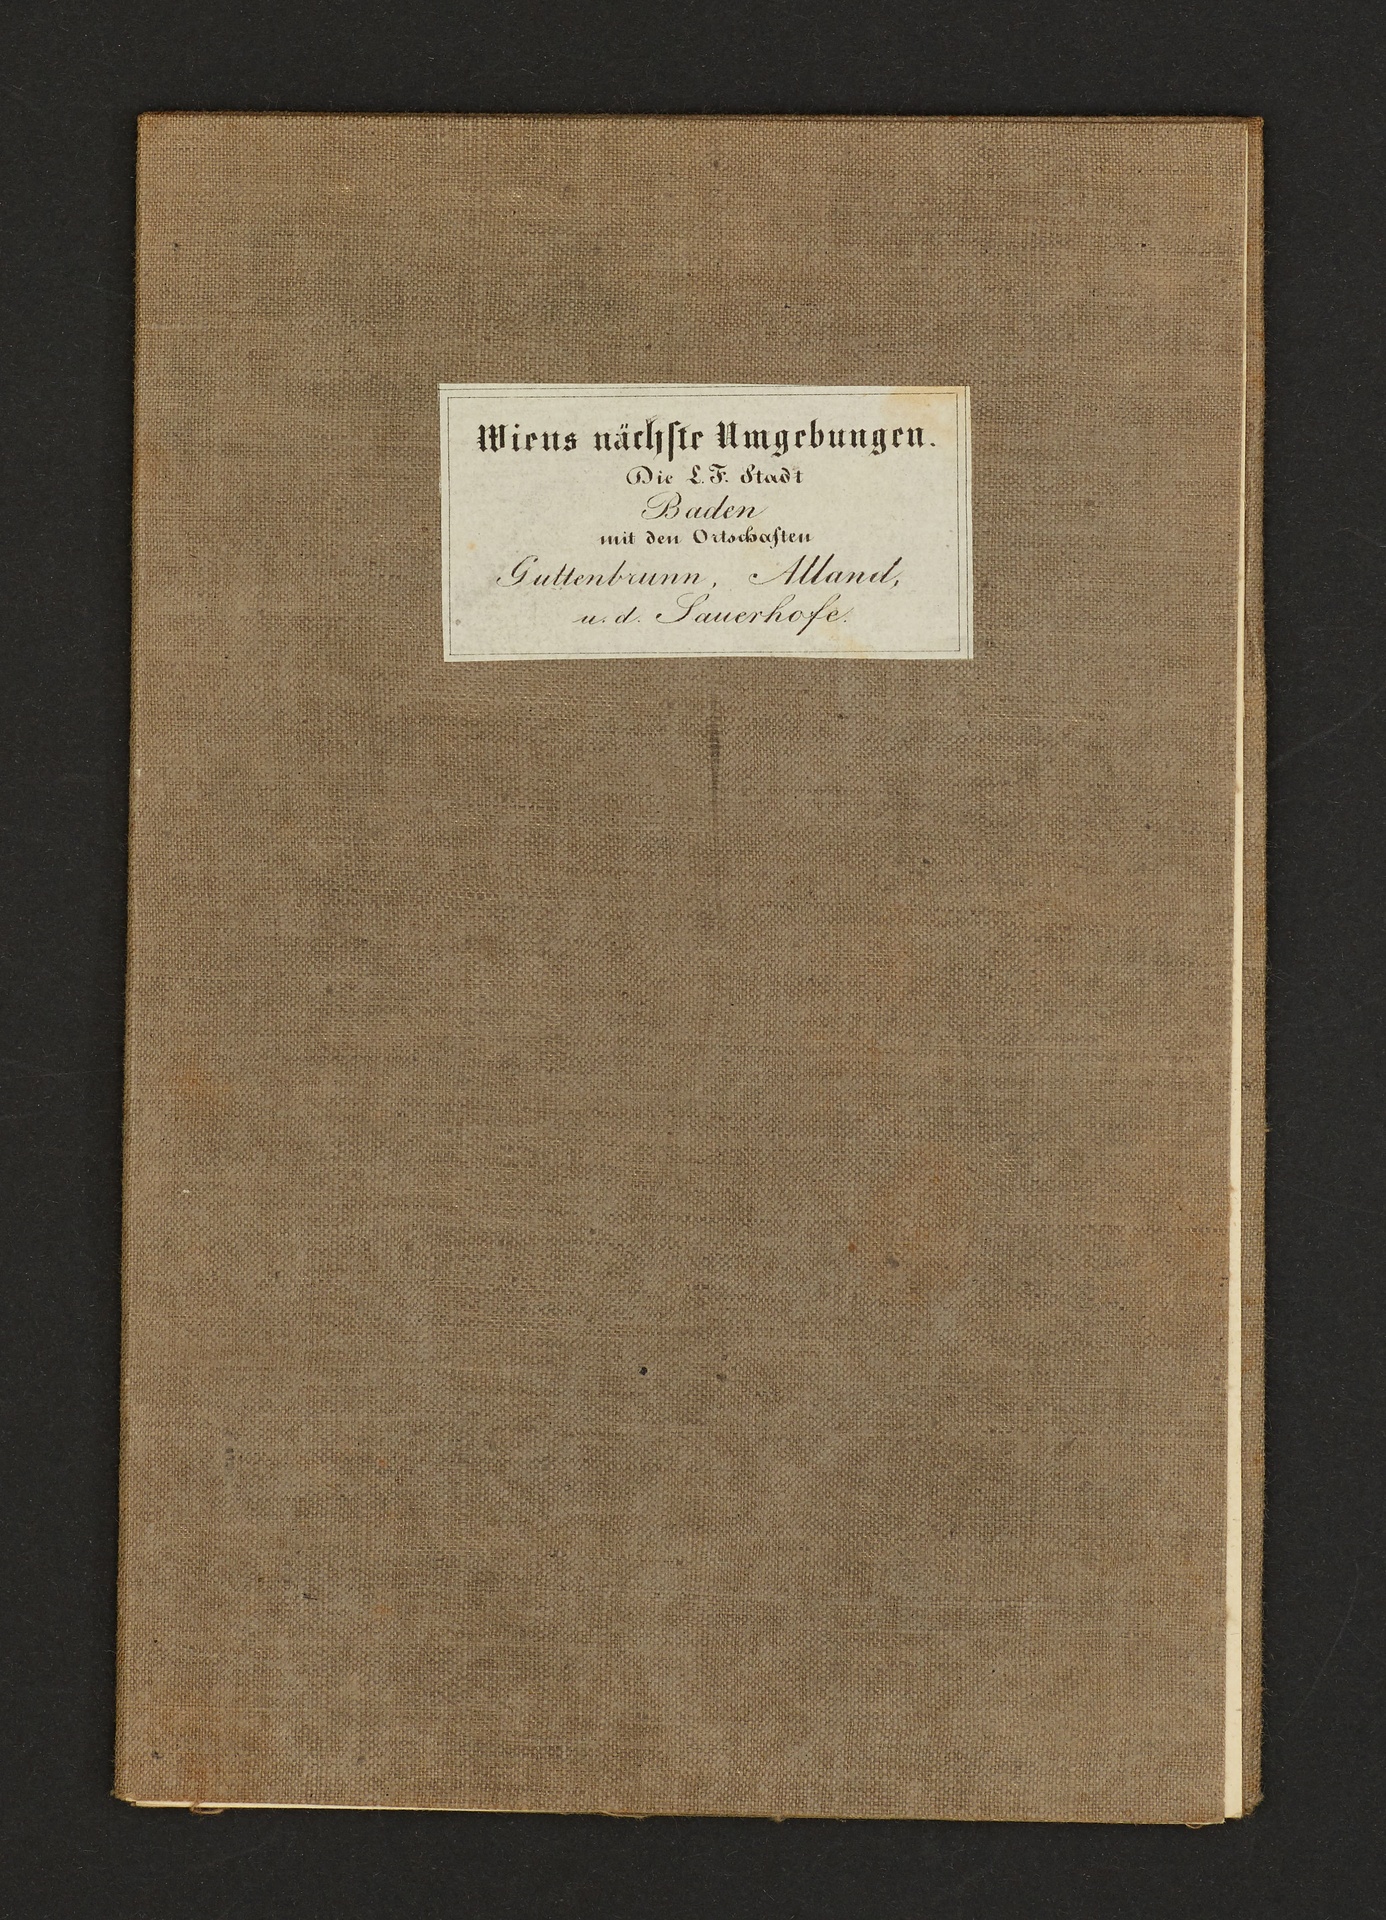 Wiens nächste Umgebungen.
Die L. F. Stadt
Baden
mit den Ortschaften
Guttenbrunn, Alland,
u. d. Sauerhofe.